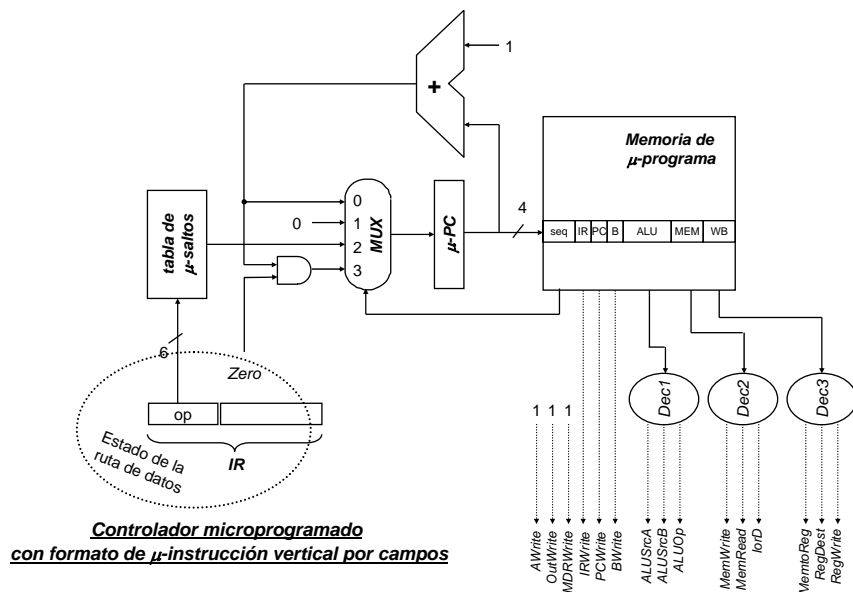 1
+
Memoria de
μ-programa
tabla de
μ-saltos
0
0
1
2
3
MUX
μ-PC
4
seq
IR
PC
B
ALU
MEM
WB
6
Zero
op
IR
Estado de la
ruta de datos
Dec1
Dec2
Dec3
1
1
1
AWrite
OutWrite
MDRWrite
IRWrite
PCWrite
BWrite
ALUSrcA
ALUSrcB
ALUOp
MemWrite
MemRead
IorD
MemtoReg
RegDest
RegWrite
Controlador microprogramado
con formato de μ-instrucción vertical por campos